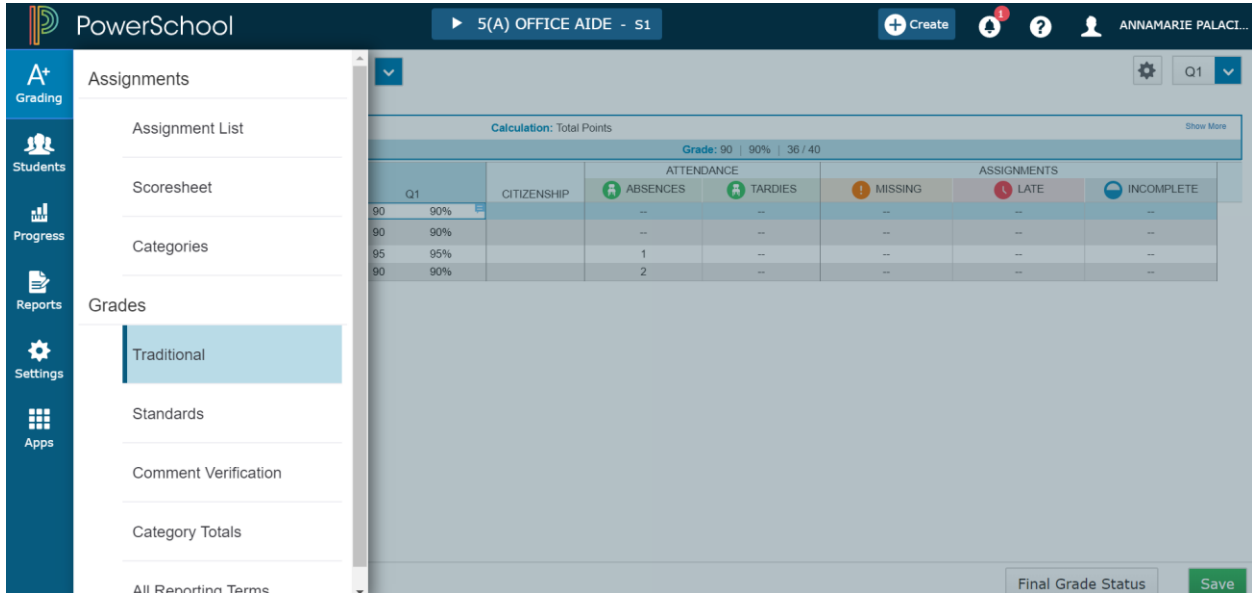 PowerSchool
5(A) OFFICE AIDE - S1
Create
1
?
ANNAMARIE PALACI...
A+
Grading
Students
Progress
Reports
Settings
Apps
Assignments
Assignment List
Scoresheet
Categories
Grades
Traditional
Standards
Comment Verification
Category Totals
All Reporting Terms
Q1
Calculation: Total Points Show More
Grade: 90 | 90% | 36 / 40
ATTENDANCE ASSIGNMENTS
Q1 CITIZENSHIP ABSENCES TARDIES MISSING LATE INCOMPLETE
90 90% -- -- -- -- --
90 90% -- -- -- -- --
95 95% 1 -- -- -- --
90 90% 2 -- -- -- --
Final Grade Status Save